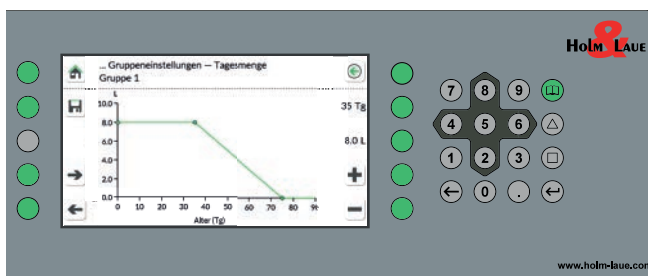 Holm & Laue
... Gruppeneinstellungen — Tagesmenge
Gruppe 1
L
10.0
8.0
6.0
4.0
2.0
0.0
0 10 20 30 40 50 60 70 80 9
Alter (Tg)
35 Tg
8.0 L
+
−
7 8 9
4 5 6
1 2 3
0 .
www.holm-laue.com